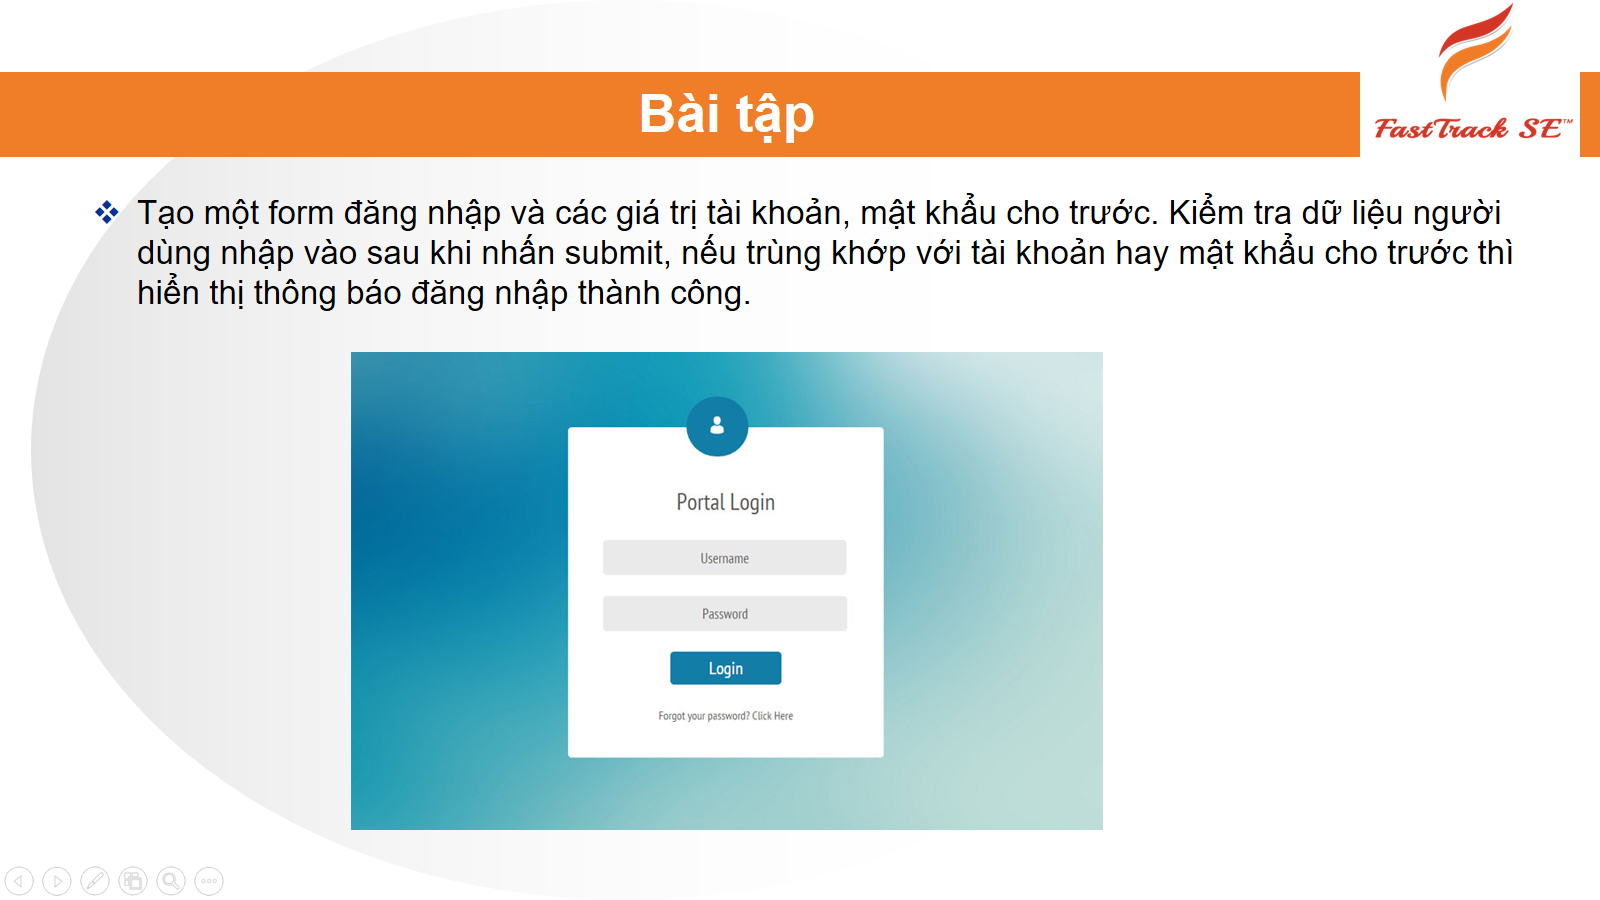 Bài tập
FastTrack SE™
Tạo một form đăng nhập và các giá trị tài khoản, mật khẩu cho trước. Kiểm tra dữ liệu người
dùng nhập vào sau khi nhấn submit, nếu trùng khớp với tài khoản hay mật khẩu cho trước thì
hiển thị thông báo đăng nhập thành công.
Portal Login
Username
Password
Login
Forgot your password? Click Here